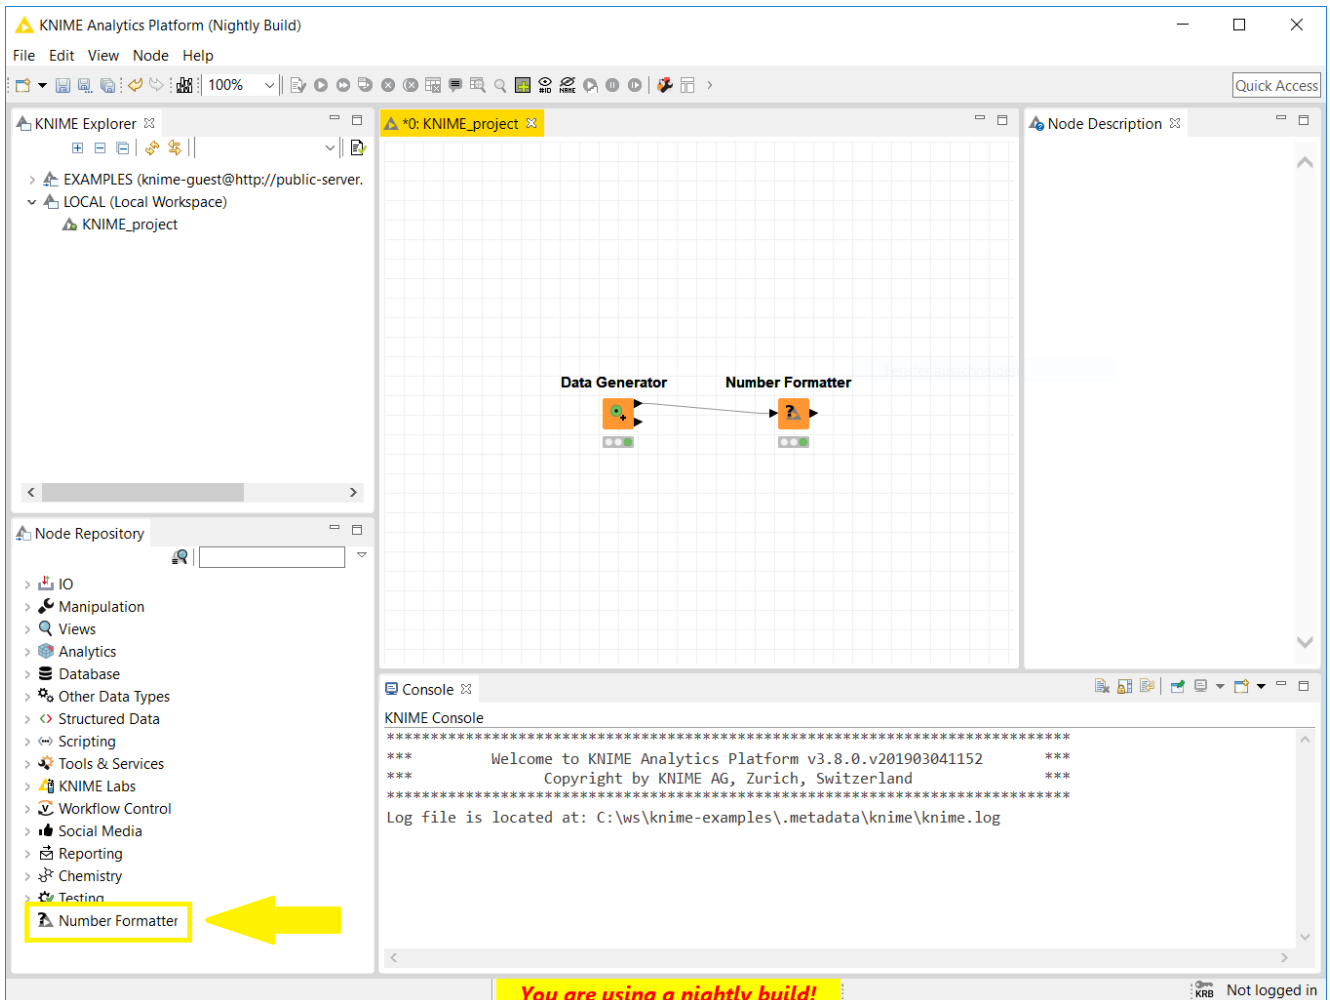 KNIME Analytics Platform (Nightly Build)
File Edit View Node Help
100%
Quick Access
KNIME Explorer
EXAMPLES (knime-guest@http://public-server.
LOCAL (Local Workspace)
KNIME_project
*0: KNIME_project
Data Generator
Number Formatter
Node Description
Node Repository
IO
Manipulation
Views
Analytics
Database
Other Data Types
Structured Data
Scripting
Tools & Services
KNIME Labs
Workflow Control
Social Media
Reporting
Chemistry
Testing
Number Formatter
Console
KNIME Console
******************************************************************************
*** Welcome to KNIME Analytics Platform v3.8.0.v201903041152 ***
*** Copyright by KNIME AG, Zurich, Switzerland ***
******************************************************************************
Log file is located at: C:\ws\knime-examples\.metadata\knime\knime.log
You are using a nightly build!
KRB Not logged in